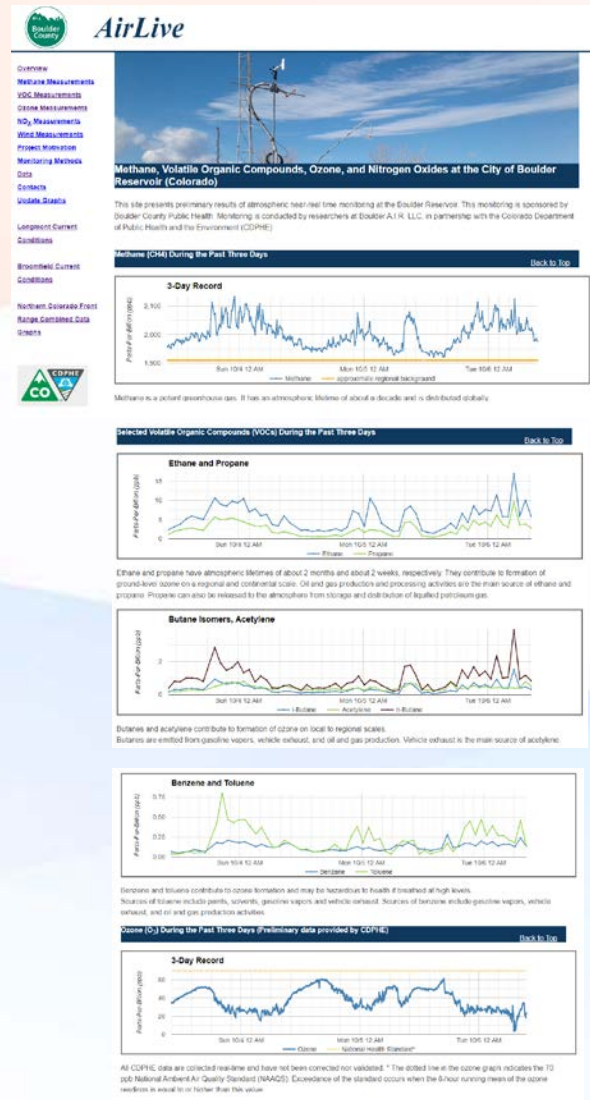 Boulder
County
AirLive
Overview
Methane Measurements
VOC Measurements
Ozone Measurements
NOX Measurements
Wind Measurements
Project Motivation
Monitoring Methods
Data
Contacts
Update Graphs
Longmont Current
Conditions
Broomfield Current
Conditions
Northern Colorado Front
Range Combined Data
Graphs
CDPHE
CO
Methane, Volatile Organic Compounds, Ozone, and Nitrogen Oxides at the City of Boulder
Reservoir (Colorado)
This site presents preliminary results of atmospheric near-real time monitoring at the Boulder Reservoir. This monitoring is sponsored by
Boulder County Public Health. Monitoring is conducted by researchers at Boulder A.I.R. LLC, in partnership with the Colorado Department
of Public Health and the Environment (CDPHE)
Methane (CH4) During the Past Three Days
Back to Top
3-Day Record
Parts-Per-Billion (ppb)
2,100
2,000
1,900
Sun 10/4 12 AM Mon 10/5 12 AM Tue 10/6 12 AM
Methane approximate regional background
Methane is a potent greenhouse gas. It has an atmospheric lifetime of about a decade and is distributed globally.
Selected Volatile Organic Compounds (VOCs) During the Past Three Days
Back to Top
Ethane and Propane
Parts-Per-Billion (ppb)
15
10
5
0
Sun 10/4 12 AM Mon 10/5 12 AM Tue 10/6 12 AM
Ethane Propane
Ethane and propane have atmospheric lifetimes of about 2 months and about 2 weeks, respectively. They contribute to formation of
ground-level ozone on a regional and continental scale. Oil and gas production and processing activities are the main source of ethane and
propane. Propane can also be released to the atmosphere from storage and distribution of liquified petroleum gas.
Butane Isomers, Acetylene
Parts-Per-Billion (ppb)
2
0
Sun 10/4 12 AM Mon 10/5 12 AM Tue 10/6 12 AM
i-Butane Acetylene n-Butane
Butanes and acetylene contribute to formation of ozone on local to regional scales.
Butanes are emitted from gasoline vapors, vehicle exhaust, and oil and gas production. Vehicle exhaust is the main source of acetylene.
Benzene and Toluene
Parts-Per-Billion (ppb)
0.75
0.50
0.25
0.00
Sun 10/4 12 AM Mon 10/5 12 AM Tue 10/6 12 AM
Benzene Toluene
Benzene and toluene contribute to ozone formation and may be hazardous to health if breathed at high levels.
Sources of toluene include paints, solvents, gasoline vapors and vehicle exhaust. Sources of benzene include gasoline vapors, vehicle
exhaust, and oil and gas production activities.
Ozone (O3) During the Past Three Days (Preliminary data provided by CDPHE)
Back to Top
3-Day Record
Parts-Per-Billion (ppb)
60
40
20
0
Sun 10/4 12 AM Mon 10/5 12 AM Tue 10/6 12 AM
Ozone National Health Standard*
All CDPHE data are collected real-time and have not been corrected nor validated. * The dotted line in the ozone graph indicates the 70
ppb National Ambient Air Quality Standard (NAAQS). Exceedance of the standard occurs when the 8-hour running mean of the ozone
readings is equal to or higher than this value.